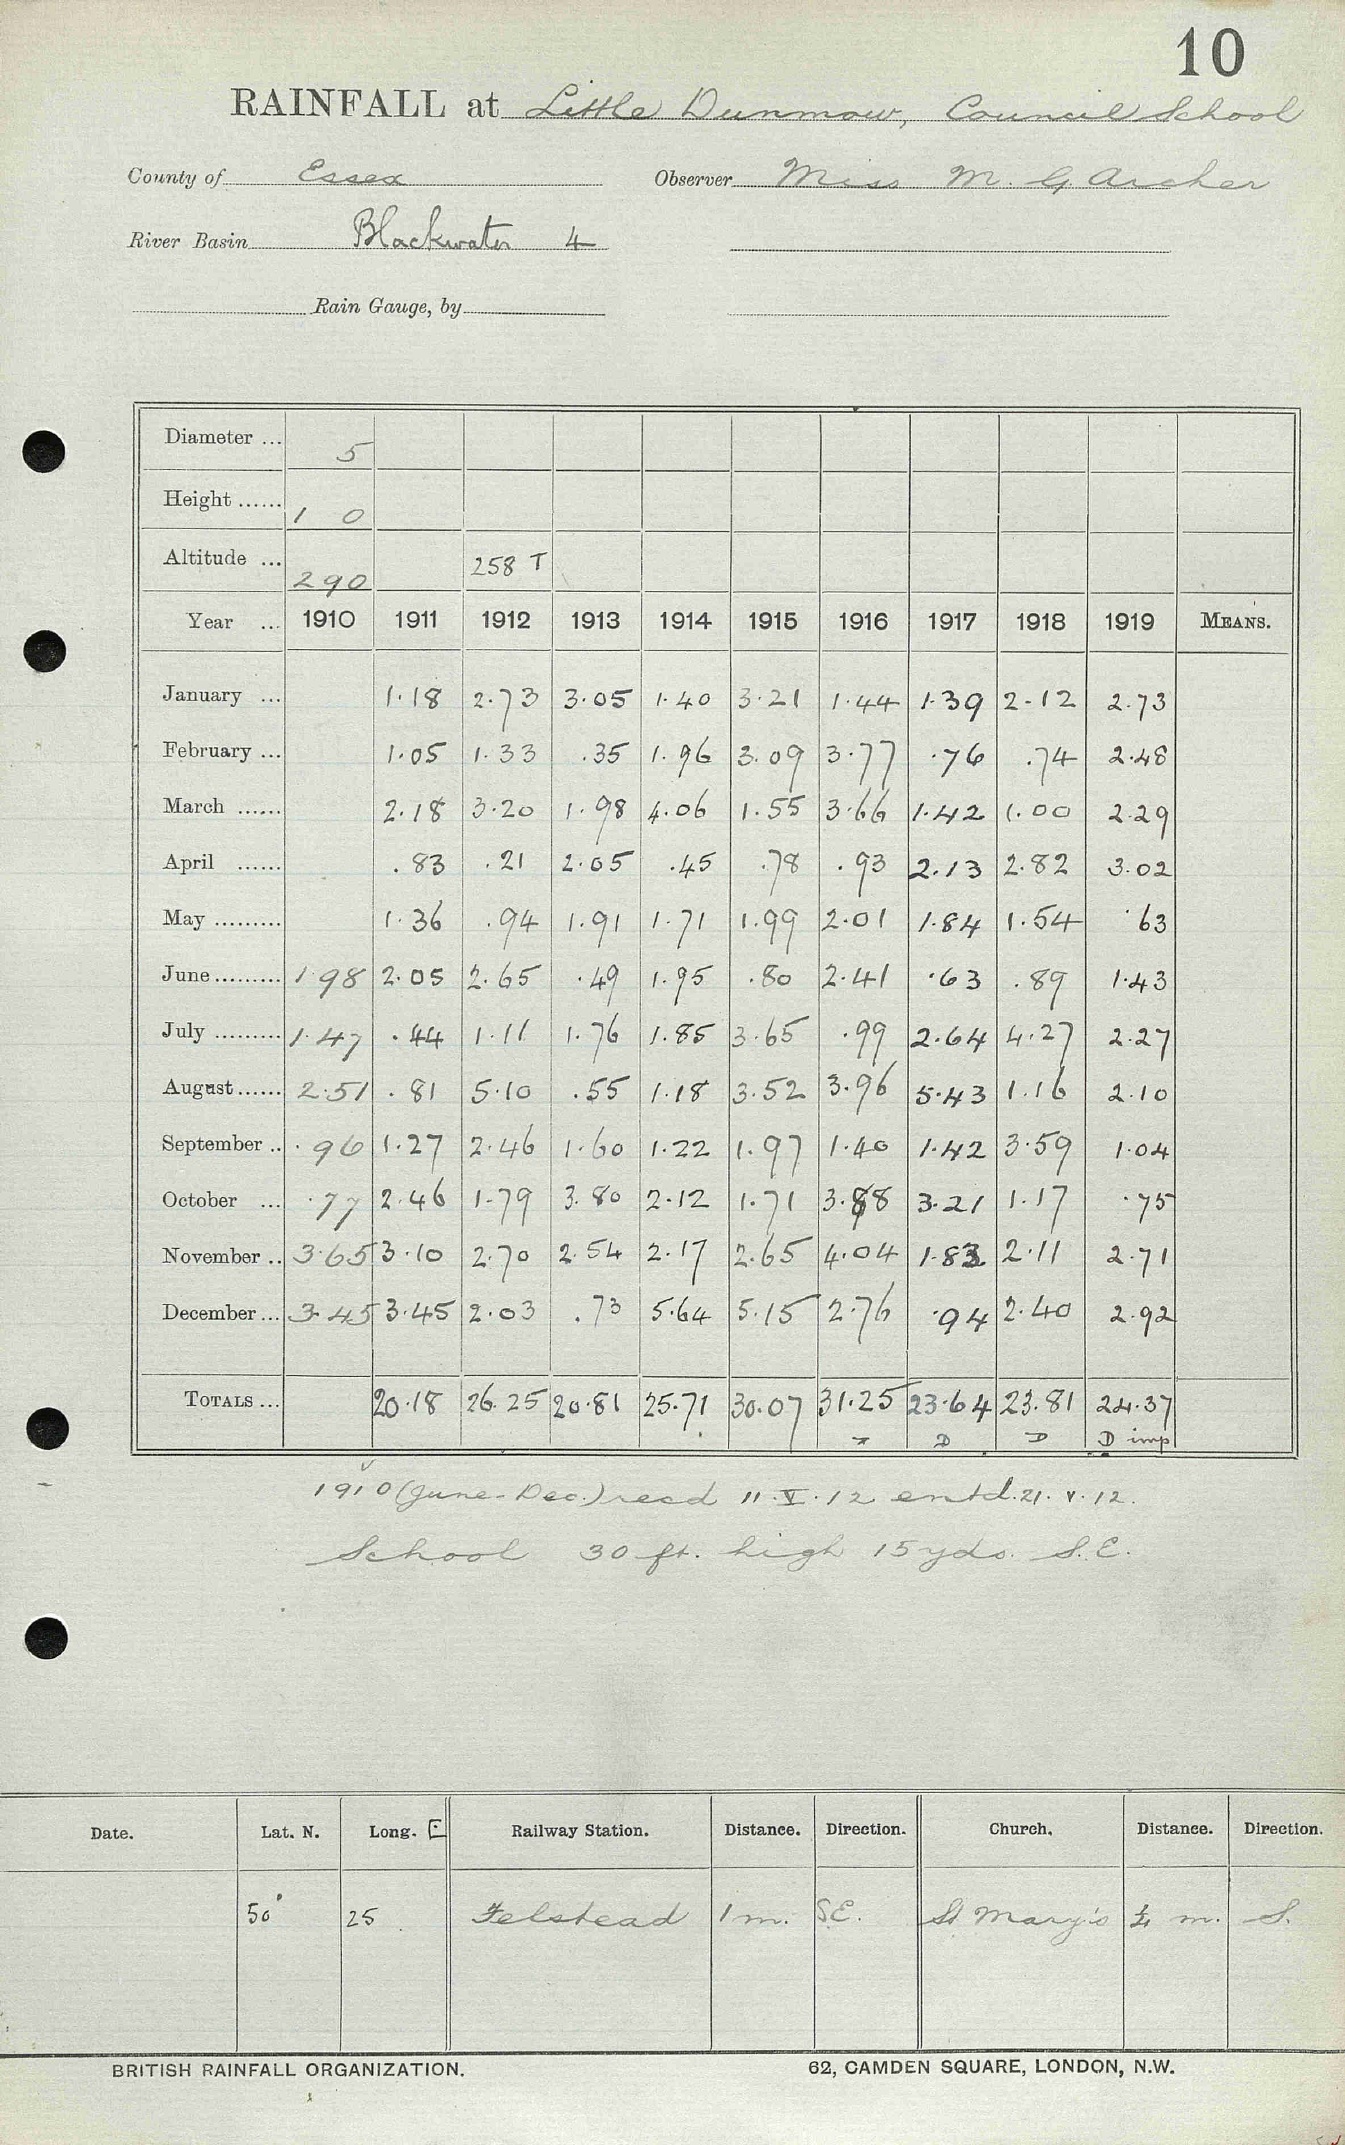 10
RAINFALL at Little Dunmow, Council School
County of Essex Observer Miss M. G. Archer
River Basin Blackwater 4
Rain Gauge, by
Diameter ... 5
Height ...... 1 0
Altitude ... 290 258 T
Year ... 1910 1911 1912 1913 1914 1915 1916 1917 1918 1919 MEANS.
January ... 1.18 2.73 3.05 1.40 3.21 1.44 1.39 2.12 2.73
February ... 1.05 1.33 .35 1.96 3.09 3.77 .76 .74 2.48
March ...... 2.18 3.20 1.98 4.06 1.55 3.66 1.42 1.00 2.29
April ...... .83 .21 2.05 .45 .78 .93 2.13 2.82 3.02
May ......... 1.36 .94 1.91 1.71 1.99 2.01 1.84 1.54 .63
June ......... 1.98 2.05 2.65 .49 1.95 .80 2.41 .63 .89 1.43
July ......... 1.47 .44 1.11 1.76 1.85 3.65 .99 2.64 4.27 2.27
August ...... 2.51 .81 5.10 .55 1.18 3.52 3.96 5.43 1.16 2.10
September .. .96 1.27 2.46 1.60 1.22 1.97 1.40 1.42 3.59 1.04
October ... .77 2.46 1.79 3.80 2.12 1.71 3.88 3.21 1.17 .75
November .. 3.65 3.10 2.70 2.54 2.17 2.65 4.04 1.83 2.11 2.71
December ... 3.45 3.45 2.03 .73 5.64 5.15 2.76 .94 2.40 2.92
TOTALS ... 20.18 26.25 20.81 25.71 30.07 31.25 23.64 23.81 24.37
D D D imp
1910 (June-Dec.) recd 11.V.12 entd. 21.V.12.
School 30 ft. high 15 yds. S.E.
Date. Lat. N. Long. E Railway Station. Distance. Direction. Church. Distance. Direction.
50° 25 Felstead 1 m. S.E. St Mary's ¼ m. S.
BRITISH RAINFALL ORGANIZATION. 62, CAMDEN SQUARE, LONDON, N.W.